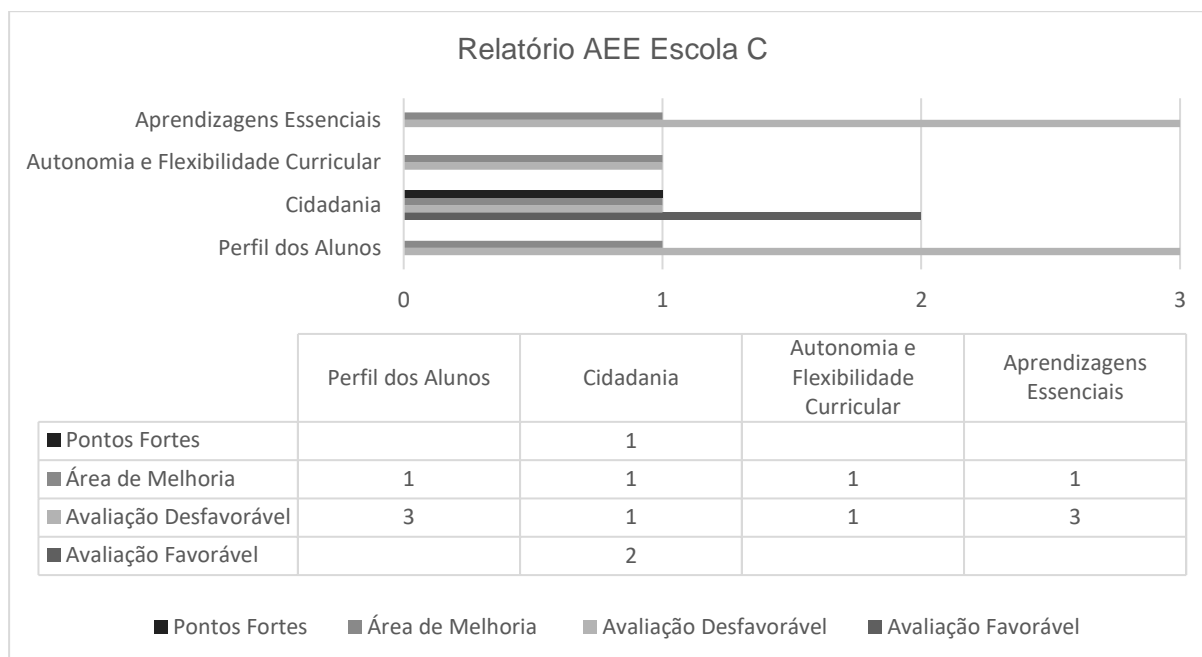 Relatório AEE Escola C
Aprendizagens Essenciais
Autonomia e Flexibilidade Curricular
Cidadania
Perfil dos Alunos
0 1 2 3
Perfil dos Alunos Cidadania Autonomia e Flexibilidade Curricular Aprendizagens Essenciais
Pontos Fortes 1
Área de Melhoria 1 1 1 1
Avaliação Desfavorável 3 1 1 3
Avaliação Favorável 2
Pontos Fortes Área de Melhoria Avaliação Desfavorável Avaliação Favorável